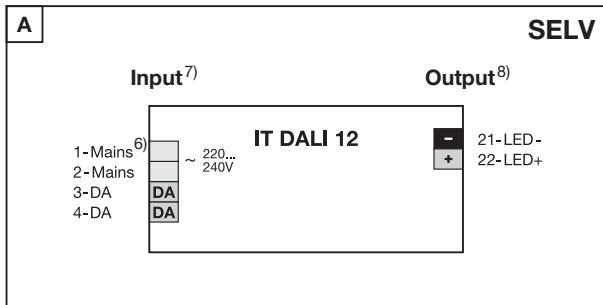 A
SELV
Input7)
Output8)
IT DALI 12
1-Mains6)
2-Mains
3-DA
4-DA
~ 220...
240V
DA
DA
-
+
21-LED-
22-LED+